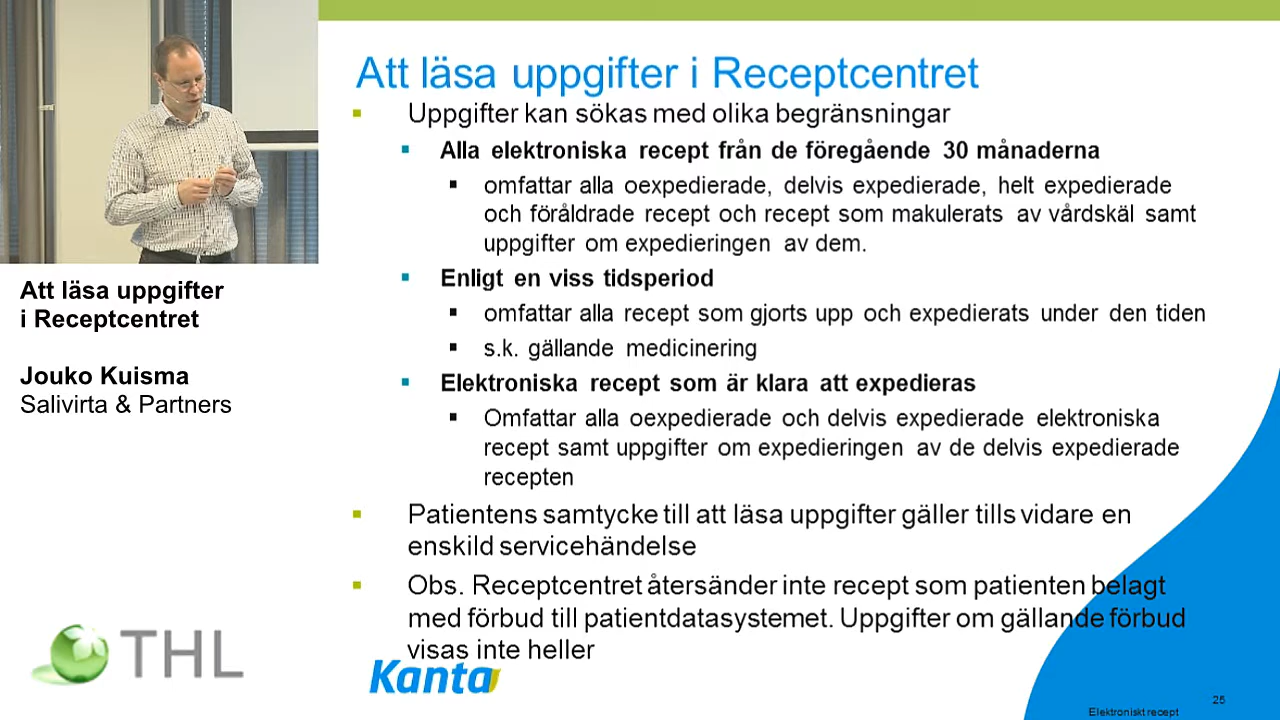 Att läsa uppgifter i Receptcentret
Uppgifter kan sökas med olika begränsningar
Alla elektroniska recept från de föregående 30 månaderna
omfattar alla oexpedierade, delvis expedierade, helt expedierade
och föråldrade recept och recept som makulerats av vårdskäl samt
uppgifter om expedieringen av dem.
Enligt en viss tidsperiod
omfattar alla recept som gjorts upp och expedierats under den tiden
s.k. gällande medicinering
Elektroniska recept som är klara att expedieras
Omfattar alla oexpedierade och delvis expedierade elektroniska
recept samt uppgifter om expedieringen av de delvis expedierade
recepten
Patientens samtycke till att läsa uppgifter gäller tills vidare en
enskild servicehändelse
Obs. Receptcentret återsänder inte recept som patienten belagt
med förbud till patientdatasystemet. Uppgifter om gällande förbud
visas inte heller
Kanta
25
Elektroniskt recept
Att läsa uppgifter
i Receptcentret
Jouko Kuisma
Salivirta & Partners
THL